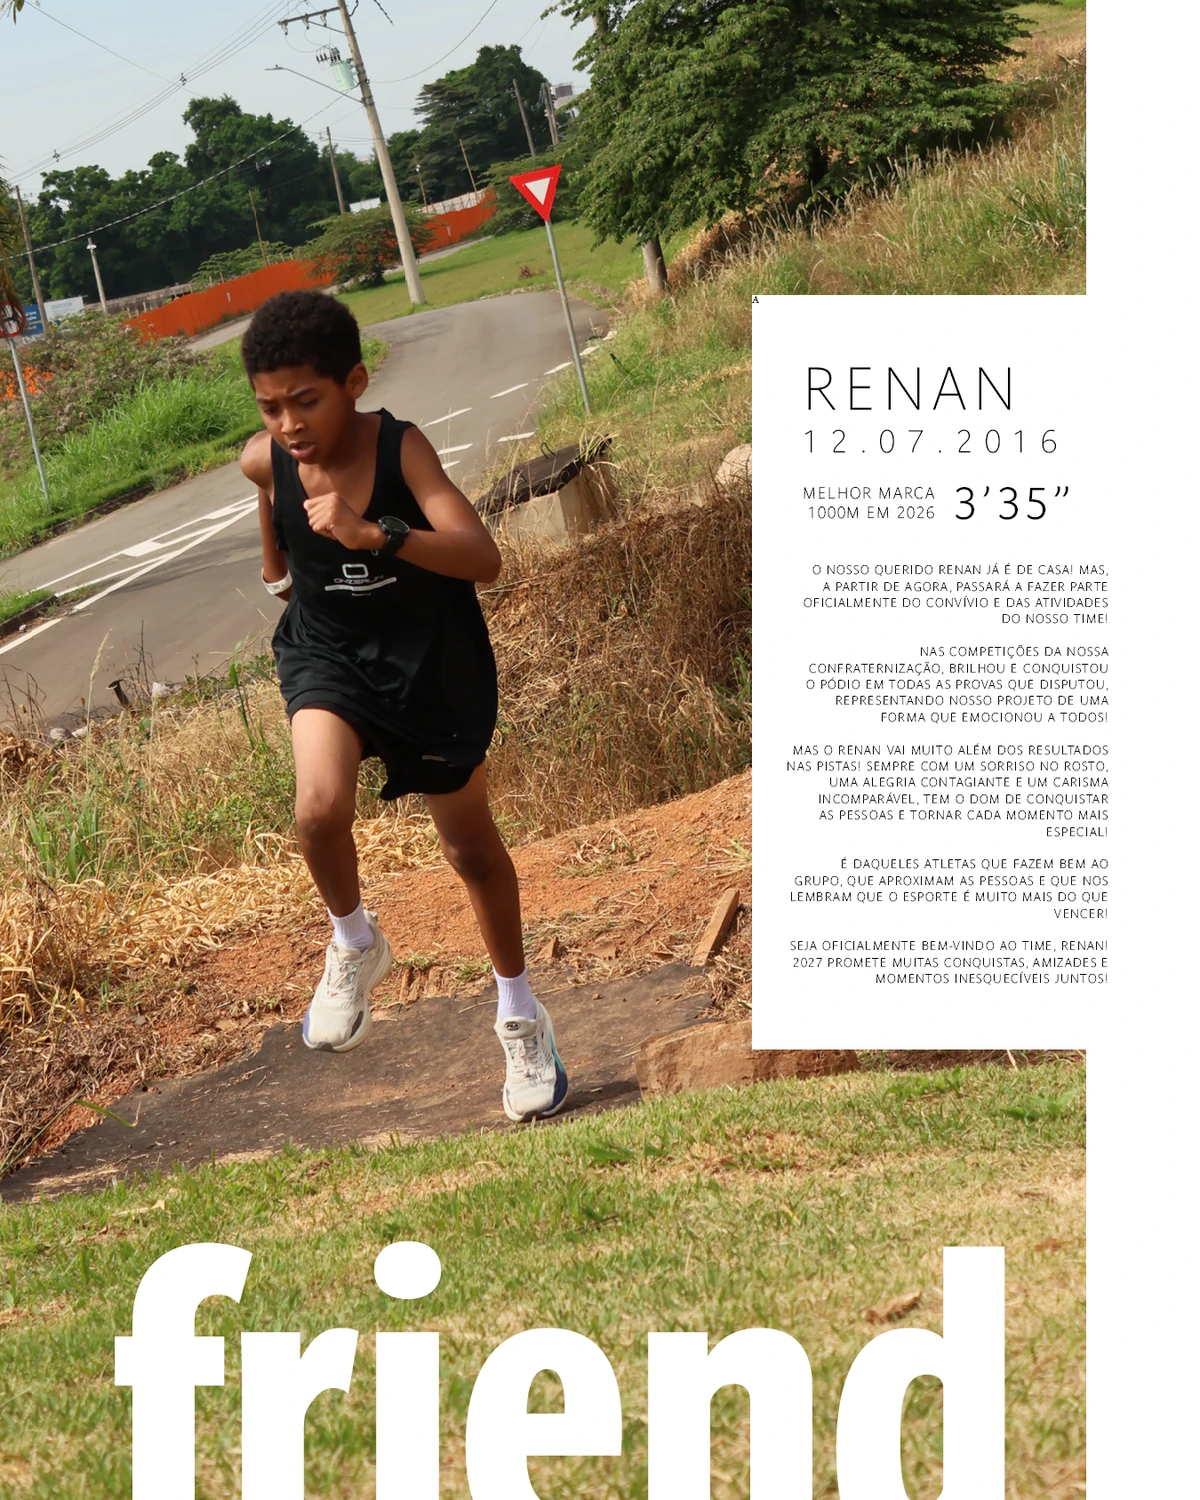 A
RENAN
12.07.2016
MELHOR MARCA
1000M EM 2026
3’35”
O NOSSO QUERIDO RENAN JÁ É DE CASA! MAS,
A PARTIR DE AGORA, PASSARÁ A FAZER PARTE
OFICIALMENTE DO CONVÍVIO E DAS ATIVIDADES
DO NOSSO TIME!
NAS COMPETIÇÕES DA NOSSA
CONFRATERNIZAÇÃO, BRILHOU E CONQUISTOU
O PÓDIO EM TODAS AS PROVAS QUE DISPUTOU,
REPRESENTANDO NOSSO PROJETO DE UMA
FORMA QUE EMOCIONOU A TODOS!
MAS O RENAN VAI MUITO ALÉM DOS RESULTADOS
NAS PISTAS! SEMPRE COM UM SORRISO NO ROSTO,
UMA ALEGRIA CONTAGIANTE E UM CARISMA
INCOMPARÁVEL, TEM O DOM DE CONQUISTAR
AS PESSOAS E TORNAR CADA MOMENTO MAIS
ESPECIAL!
É DAQUELES ATLETAS QUE FAZEM BEM AO
GRUPO, QUE APROXIMAM AS PESSOAS E QUE NOS
LEMBRAM QUE O ESPORTE É MUITO MAIS DO QUE
VENCER!
SEJA OFICIALMENTE BEM-VINDO AO TIME, RENAN!
2027 PROMETE MUITAS CONQUISTAS, AMIZADES E
MOMENTOS INESQUECÍVEIS JUNTOS!
friend